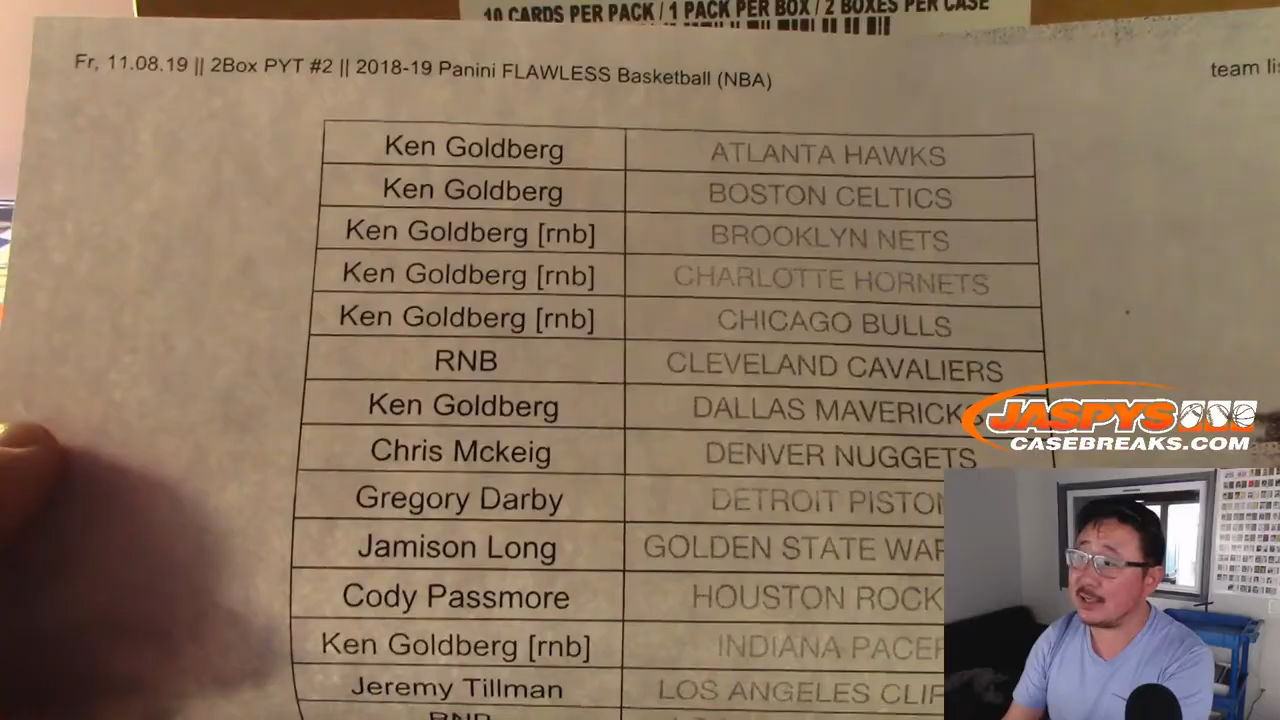 10 CARDS PER PACK / 1 PACK PER BOX / 2 BOXES PER CASE
Fr, 11.08.19 || 2Box PYT #2 || 2018-19 Panini FLAWLESS Basketball (NBA)
team
Ken Goldberg ATLANTA HAWKS
Ken Goldberg BOSTON CELTICS
Ken Goldberg [rnb] BROOKLYN NETS
Ken Goldberg [rnb] CHARLOTTE HORNETS
Ken Goldberg [rnb] CHICAGO BULLS
RNB CLEVELAND CAVALIERS
Ken Goldberg DALLAS MAVERICKS
Chris Mckeig DENVER NUGGETS
Gregory Darby DETROIT PISTON
Jamison Long GOLDEN STATE WAR
Cody Passmore HOUSTON ROCK
Ken Goldberg [rnb] INDIANA PACER
Jeremy Tillman LOS ANGELES CLIP
RNB
JASPYS
CASEBREAKS.COM